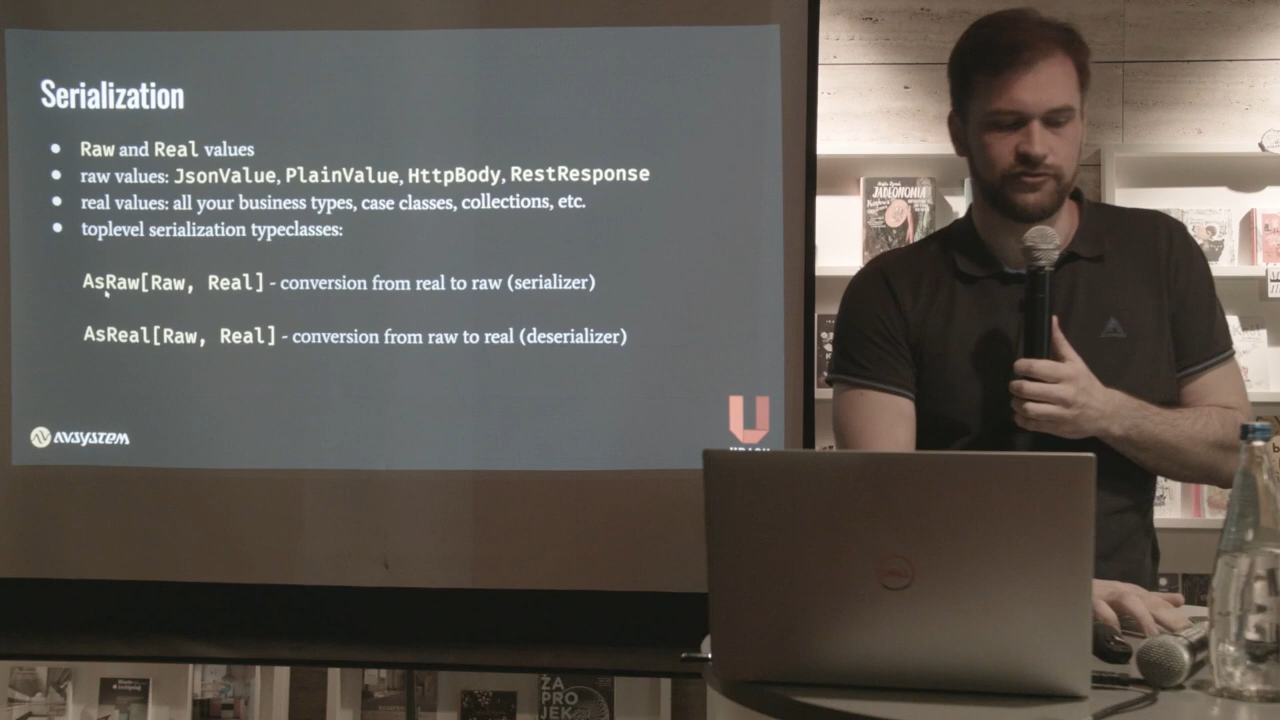 Serialization
Raw and Real values
raw values: JsonValue, PlainValue, HttpBody, RestResponse
real values: all your business types, case classes, collections, etc.
toplevel serialization typeclasses:
AsRaw[Raw, Real] - conversion from real to raw (serializer)
AsReal[Raw, Real] - conversion from raw to real (deserializer)
AVSYSTEM
JADŁONOMIA
DELL
ŻA
PRO
JEK